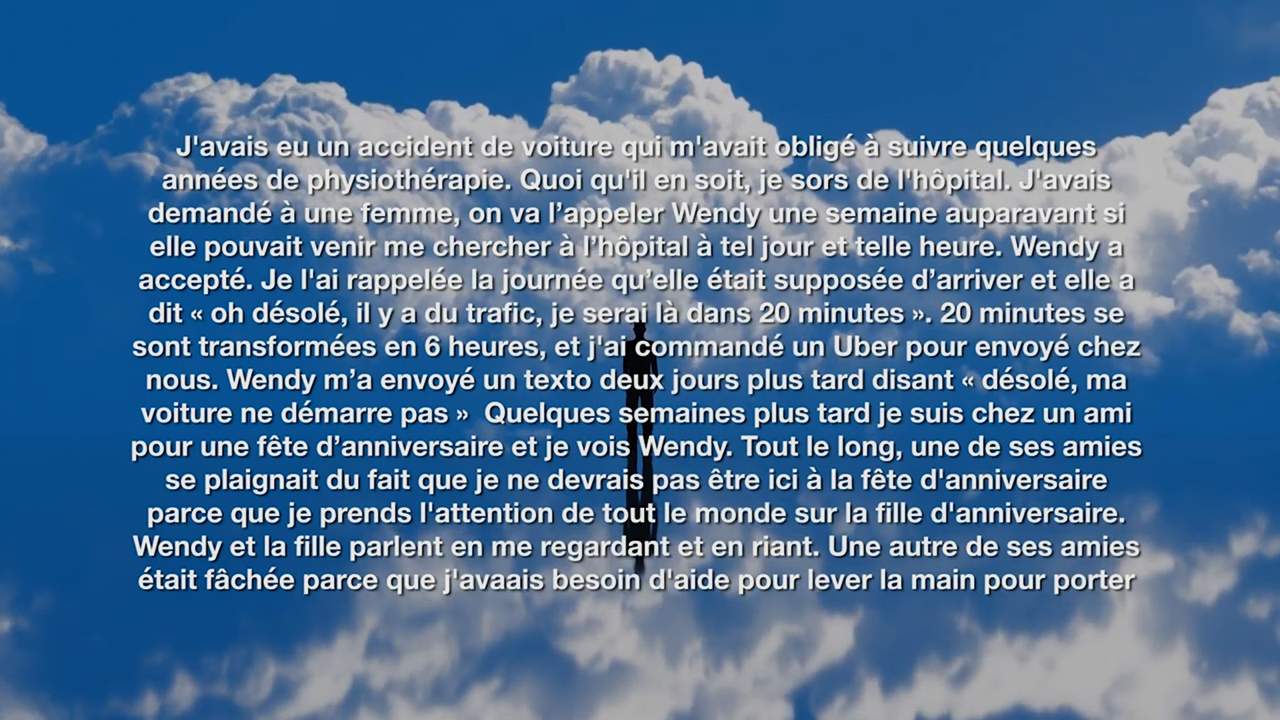 J'avais eu un accident de voiture qui m'avait obligé à suivre quelques
années de physiothérapie. Quoi qu'il en soit, je sors de l'hôpital. J'avais
demandé à une femme, on va l’appeler Wendy une semaine auparavant si
elle pouvait venir me chercher à l’hôpital à tel jour et telle heure. Wendy a
accepté. Je l'ai rappelée la journée qu’elle était supposée d’arriver et elle a
dit « oh désolé, il y a du trafic, je serai là dans 20 minutes ». 20 minutes se
sont transformées en 6 heures, et j'ai commandé un Uber pour envoyé chez
nous. Wendy m’a envoyé un texto deux jours plus tard disant « désolé, ma
voiture ne démarre pas »  Quelques semaines plus tard je suis chez un ami
pour une fête d’anniversaire et je vois Wendy. Tout le long, une de ses amies
se plaignait du fait que je ne devrais pas être ici à la fête d'anniversaire
parce que je prends l'attention de tout le monde sur la fille d'anniversaire.
Wendy et la fille parlent en me regardant et en riant. Une autre de ses amies
était fâchée parce que j'avaais besoin d'aide pour lever la main pour porter